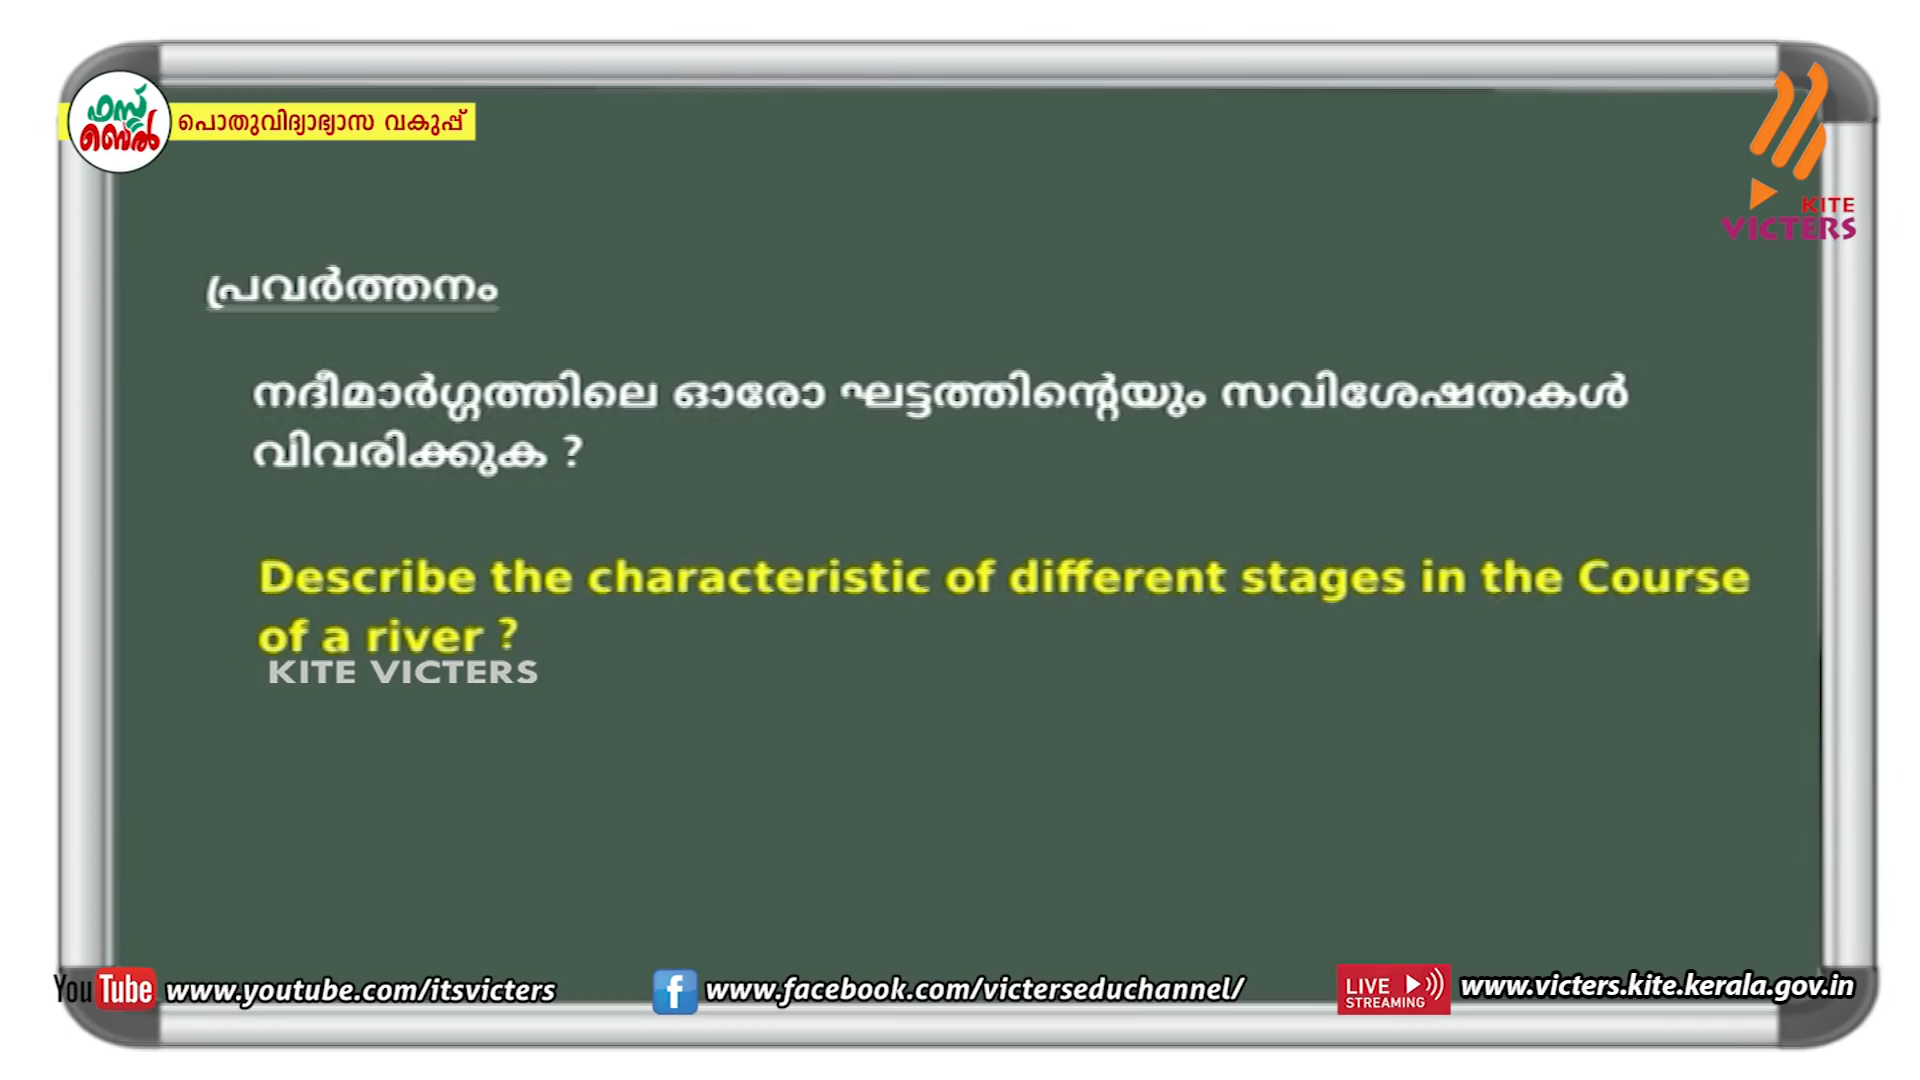 ഫസ്റ്റ്
ബെൽ
പൊതുവിദ്യാഭ്യാസ വകുപ്പ്
KITE
VICTERS
പ്രവർത്തനം
നദീമാർഗ്ഗത്തിലെ ഓരോ ഘട്ടത്തിന്റെയും സവിശേഷതകൾ
വിവരിക്കുക ?
Describe the characteristic of different stages in the Course
of a river ?
KITE VICTERS
YouTube www.youtube.com/itsvicters
f www.facebook.com/victerseduchannel/
LIVE
STREAMING
www.victers.kite.kerala.gov.in